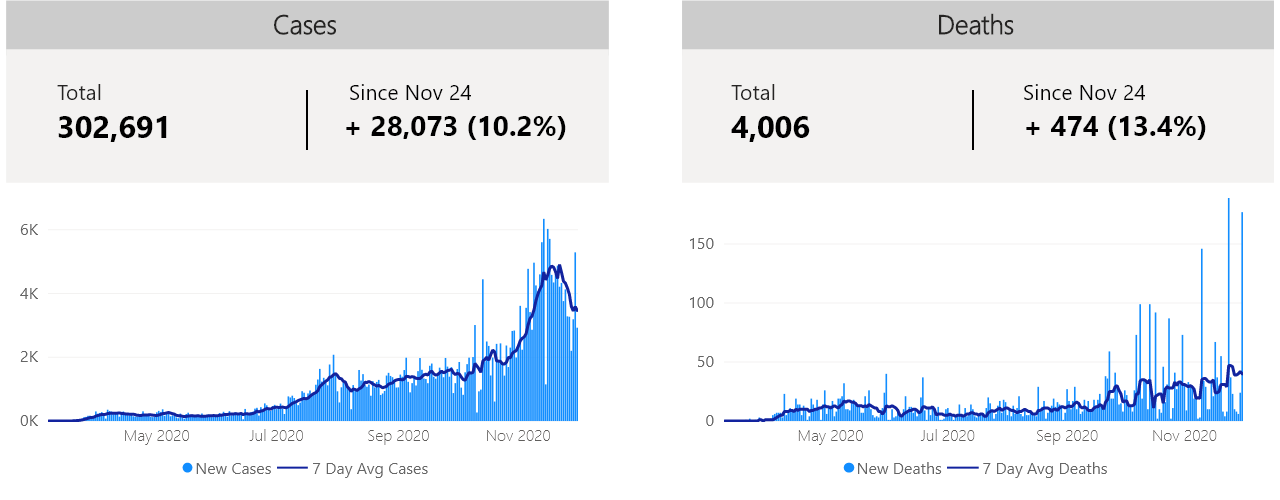 Cases
Total
302,691
Since Nov 24
+ 28,073 (10.2%)
6K
4K
2K
0K
May 2020 Jul 2020 Sep 2020 Nov 2020
New Cases 7 Day Avg Cases
Deaths
Total
4,006
Since Nov 24
+ 474 (13.4%)
150
100
50
0
May 2020 Jul 2020 Sep 2020 Nov 2020
New Deaths 7 Day Avg Deaths